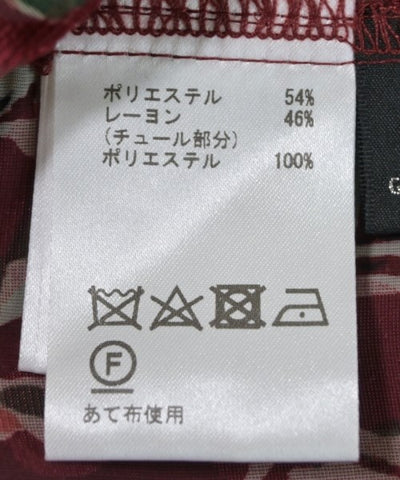 ポリエステル 54%
レーヨン 46%
(チュール部分)
ポリエステル 100%
F
あて布使用
G